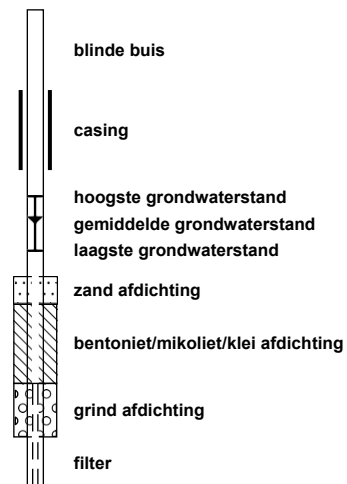 blinde buis
casing
hoogste grondwaterstand
gemiddelde grondwaterstand
laagste grondwaterstand
zand afdichting
bentoniet/mikoliet/klei afdichting
grind afdichting
filter